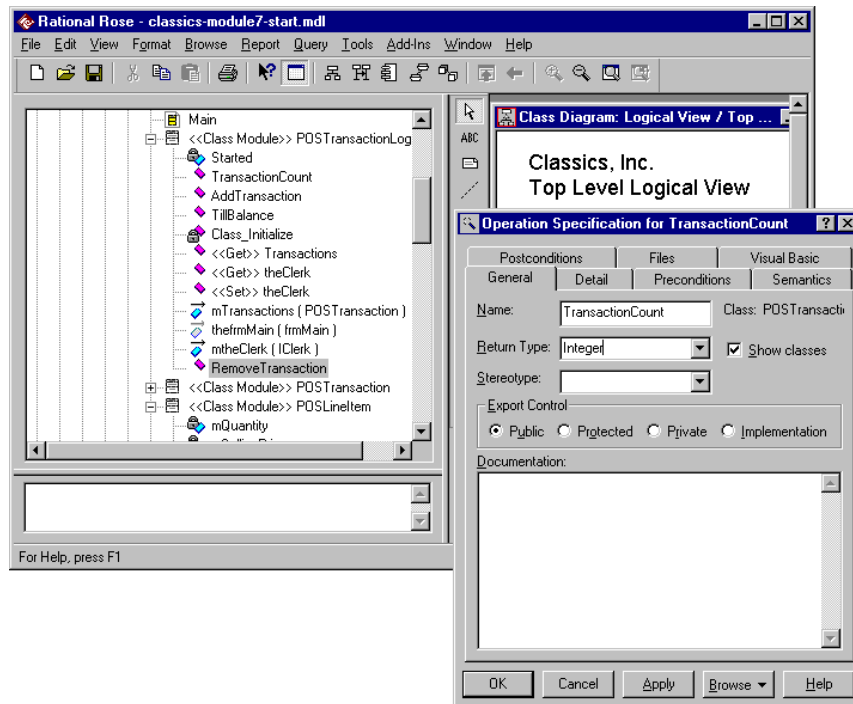 Rational Rose - classics-module7-start.mdl
File Edit View Format Browse Report Query Tools Add-Ins Window Help
Main
<<Class Module>> POSTransactionLog
Started
TransactionCount
AddTransaction
TillBalance
Class_Initialize
<<Get>> Transactions
<<Get>> theClerk
<<Set>> theClerk
mTransactions ( POSTransaction )
thefrmMain ( frmMain )
mtheClerk ( IClerk )
RemoveTransaction
<<Class Module>> POSTransaction
<<Class Module>> POSLineItem
mQuantity
For Help, press F1
ABC
Class Diagram: Logical View / Top ...
Classics, Inc.
Top Level Logical View
Operation Specification for TransactionCount
Postconditions Files Visual Basic
General Detail Preconditions Semantics
Name: TransactionCount Class: POSTransacti
Return Type: Integer Show classes
Stereotype:
Export Control
Public Protected Private Implementation
Documentation:
OK Cancel Apply Browse Help